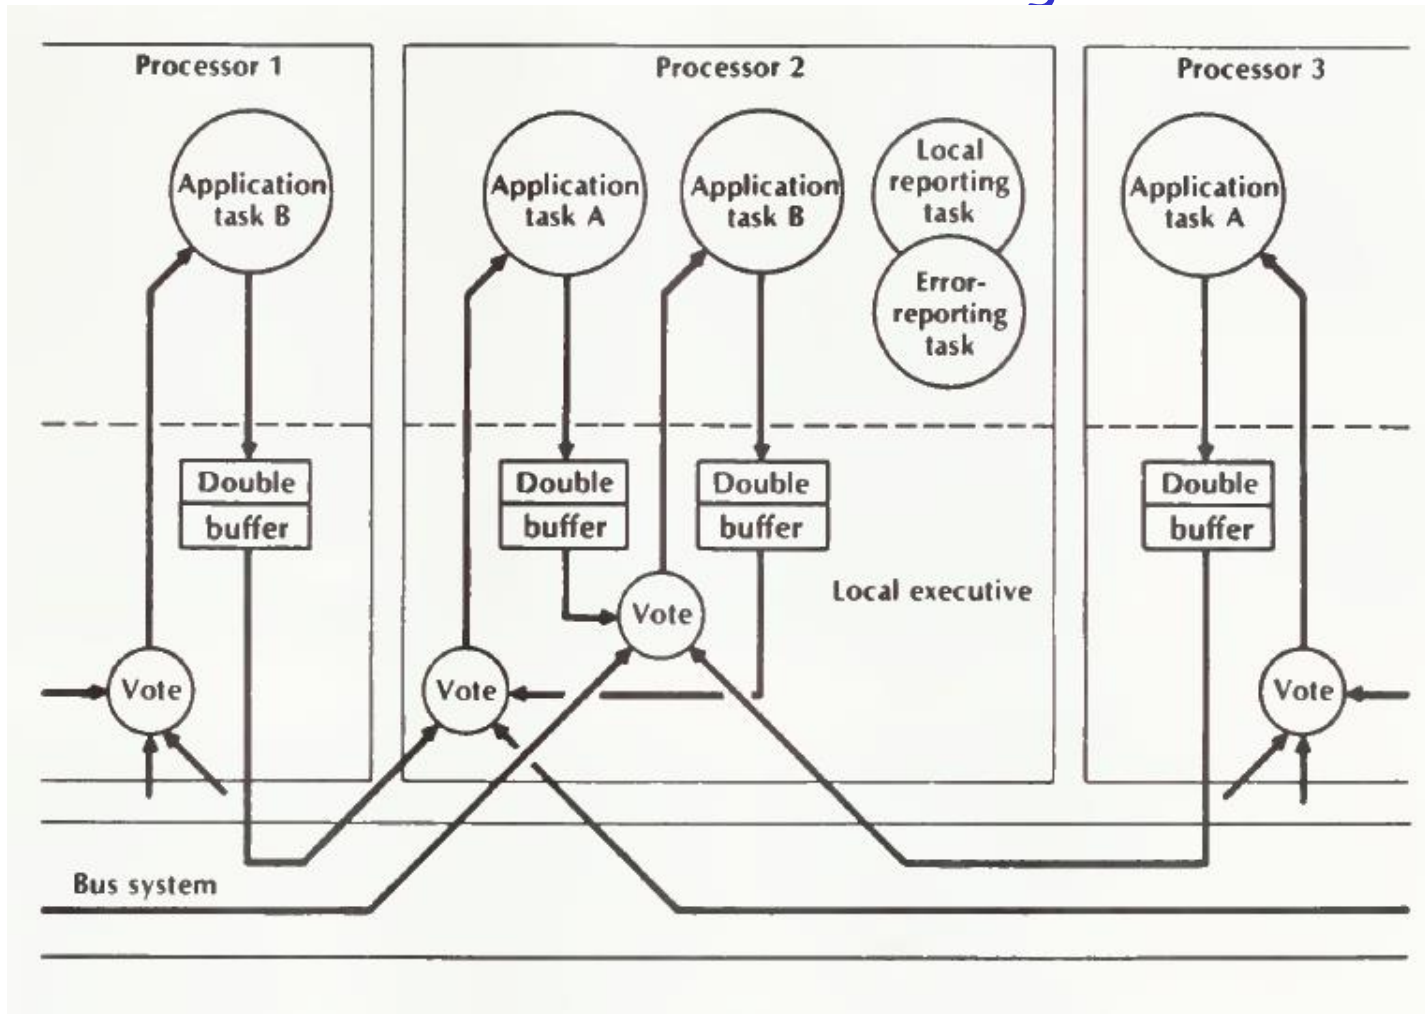 Processor 1
Processor 2
Processor 3
Application
task B
Application
task A
Application
task B
Local
reporting
task
Error-
reporting
task
Application
task A
Double
buffer
Double
buffer
Double
buffer
Double
buffer
Local executive
Vote
Vote
Vote
Vote
Bus system